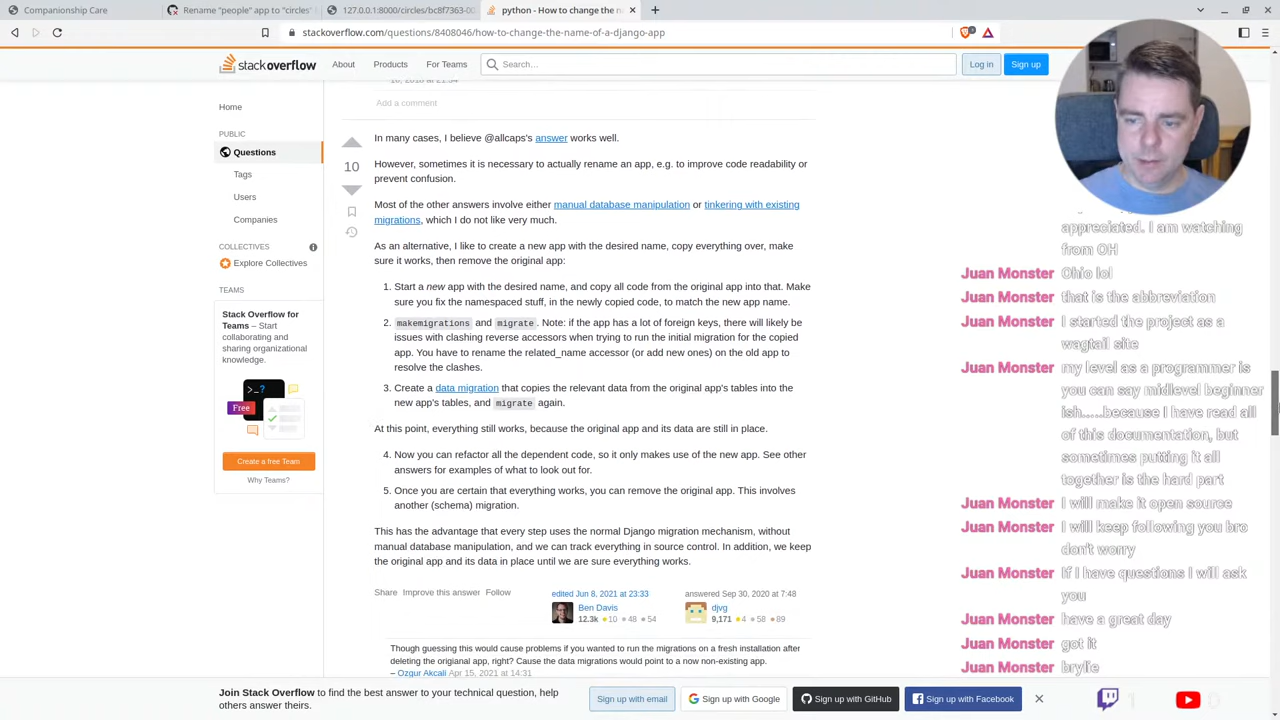 Companionship Care
Rename "people" app to "circles"
127.0.0.1:8000/circles/bc8f7363-00
python - How to change the n
stackoverflow.com/questions/8408046/how-to-change-the-name-of-a-django-app
stackoverflow
About
Products
For Teams
Search…
Log in
Sign up
Home
PUBLIC
Questions
Tags
Users
Companies
COLLECTIVES
Explore Collectives
TEAMS
Stack Overflow for
Teams – Start
collaborating and
sharing organizational
knowledge.
>_?
Free
Create a free Team
Why Teams?
Add a comment
10
In many cases, I believe @allcaps's answer works well.
However, sometimes it is necessary to actually rename an app, e.g. to improve code readability or
prevent confusion.
Most of the other answers involve either manual database manipulation or tinkering with existing
migrations, which I do not like very much.
As an alternative, I like to create a new app with the desired name, copy everything over, make
sure it works, then remove the original app:
1. Start a new app with the desired name, and copy all code from the original app into that. Make
sure you fix the namespaced stuff, in the newly copied code, to match the new app name.
2. makemigrations and migrate. Note: if the app has a lot of foreign keys, there will likely be
issues with clashing reverse accessors when trying to run the initial migration for the copied
app. You have to rename the related_name accessor (or add new ones) on the old app to
resolve the clashes.
3. Create a data migration that copies the relevant data from the original app's tables into the
new app's tables, and migrate again.
At this point, everything still works, because the original app and its data are still in place.
4. Now you can refactor all the dependent code, so it only makes use of the new app. See other
answers for examples of what to look out for.
5. Once you are certain that everything works, you can remove the original app. This involves
another (schema) migration.
This has the advantage that every step uses the normal Django migration mechanism, without
manual database manipulation, and we can track everything in source control. In addition, we keep
the original app and its data in place until we are sure everything works.
Share Improve this answer Follow
edited Jun 8, 2021 at 23:33
Ben Davis
12.3k 10 48 54
answered Sep 30, 2020 at 7:48
djvg
9,171 4 58 89
Though guessing this would cause problems if you wanted to run the migrations on a fresh installation after
deleting the origianal app, right? Cause the data migrations would point to a now non-existing app.
– Ozgur Akcali Apr 15, 2021 at 14:31
Join Stack Overflow to find the best answer to your technical question, help
others answer theirs.
Sign up with email
Sign up with Google
Sign up with GitHub
Sign up with Facebook
appreciated. I am watching
from OH
Juan Monster Ohio lol
Juan Monster that is the abbreviation
Juan Monster I started the project as a
wagtail site
Juan Monster my level as a programmer is
you can say midlevel beginner
ish.....because I have read all
of this documentation, but
sometimes putting it all
together is the hard part
Juan Monster I will make it open source
Juan Monster I will keep following you bro
don't worry
Juan Monster If I have questions I will ask
you
Juan Monster have a great day
Juan Monster got it
Juan Monster brylie
1
0